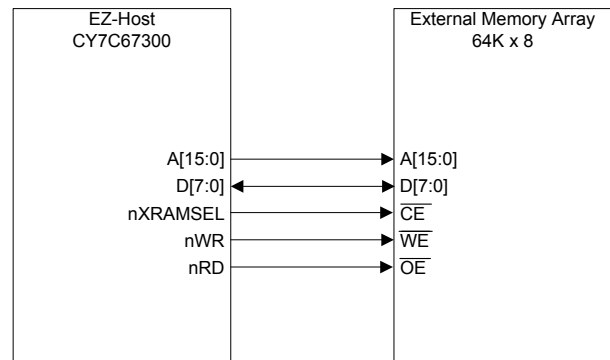 EZ-Host
CY7C67300
External Memory Array
64K x 8
A[15:0]
A[15:0]
D[7:0]
D[7:0]
nXRAMSEL
CE
nWR
WE
nRD
OE